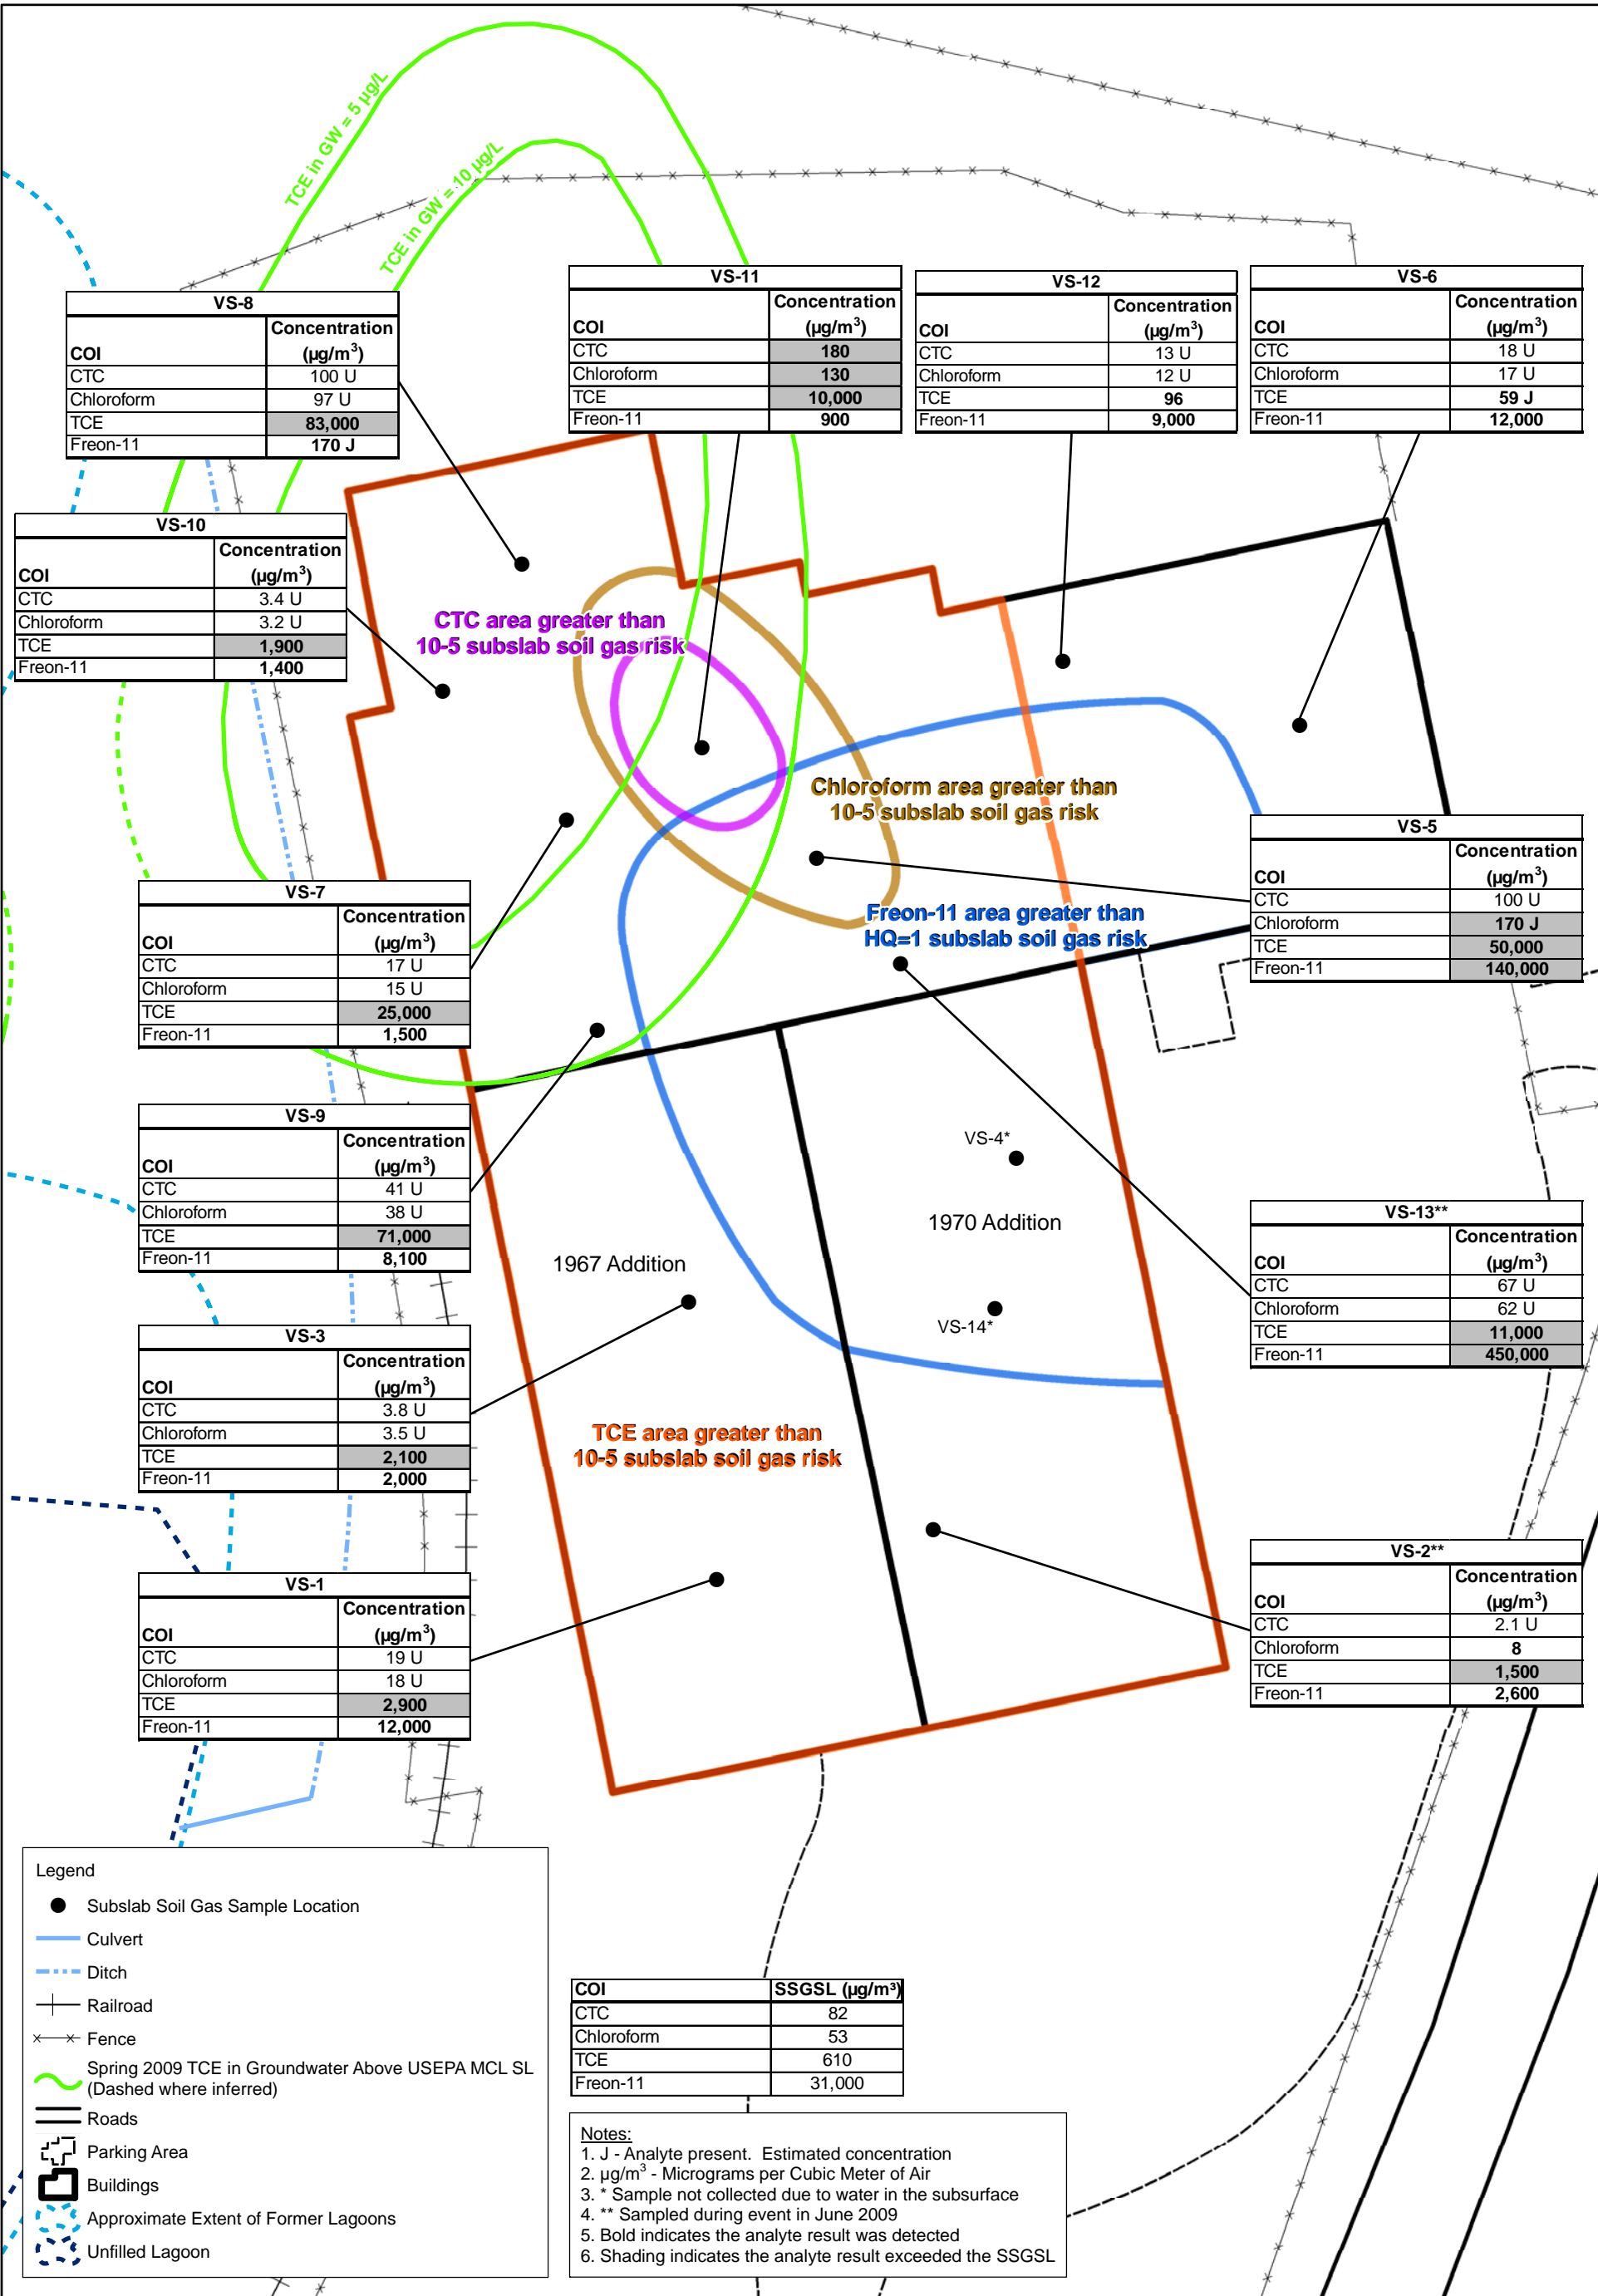 TCE in GW = 5 µg/L
TCE in GW = 10 µg/L
VS-8
COI Concentration (µg/m³)
CTC 100 U
Chloroform 97 U
TCE 83,000
Freon-11 170 J
VS-11
COI Concentration (µg/m³)
CTC 180
Chloroform 130
TCE 10,000
Freon-11 900
VS-12
COI Concentration (µg/m³)
CTC 13 U
Chloroform 12 U
TCE 96
Freon-11 9,000
VS-6
COI Concentration (µg/m³)
CTC 18 U
Chloroform 17 U
TCE 59 J
Freon-11 12,000
VS-10
COI Concentration (µg/m³)
CTC 3.4 U
Chloroform 3.2 U
TCE 1,900
Freon-11 1,400
CTC area greater than
10-5 subslab soil gas risk
Chloroform area greater than
10-5 subslab soil gas risk
Freon-11 area greater than
HQ=1 subslab soil gas risk
VS-5
COI Concentration (µg/m³)
CTC 100 U
Chloroform 170 J
TCE 50,000
Freon-11 140,000
VS-7
COI Concentration (µg/m³)
CTC 17 U
Chloroform 15 U
TCE 25,000
Freon-11 1,500
VS-9
COI Concentration (µg/m³)
CTC 41 U
Chloroform 38 U
TCE 71,000
Freon-11 8,100
VS-4*
1970 Addition
1967 Addition
VS-14*
VS-13**
COI Concentration (µg/m³)
CTC 67 U
Chloroform 62 U
TCE 11,000
Freon-11 450,000
VS-3
COI Concentration (µg/m³)
CTC 3.8 U
Chloroform 3.5 U
TCE 2,100
Freon-11 2,000
TCE area greater than
10-5 subslab soil gas risk
VS-2**
COI Concentration (µg/m³)
CTC 2.1 U
Chloroform 8
TCE 1,500
Freon-11 2,600
VS-1
COI Concentration (µg/m³)
CTC 19 U
Chloroform 18 U
TCE 2,900
Freon-11 12,000
Legend
Subslab Soil Gas Sample Location
Culvert
Ditch
Railroad
Fence
Spring 2009 TCE in Groundwater Above USEPA MCL SL
(Dashed where inferred)
Roads
Parking Area
Buildings
Approximate Extent of Former Lagoons
Unfilled Lagoon
COI SSGSL (µg/m³)
CTC 82
Chloroform 53
TCE 610
Freon-11 31,000
Notes:
1. J - Analyte present. Estimated concentration
2. µg/m³ - Micrograms per Cubic Meter of Air
3. * Sample not collected due to water in the subsurface
4. ** Sampled during event in June 2009
5. Bold indicates the analyte result was detected
6. Shading indicates the analyte result exceeded the SSGSL